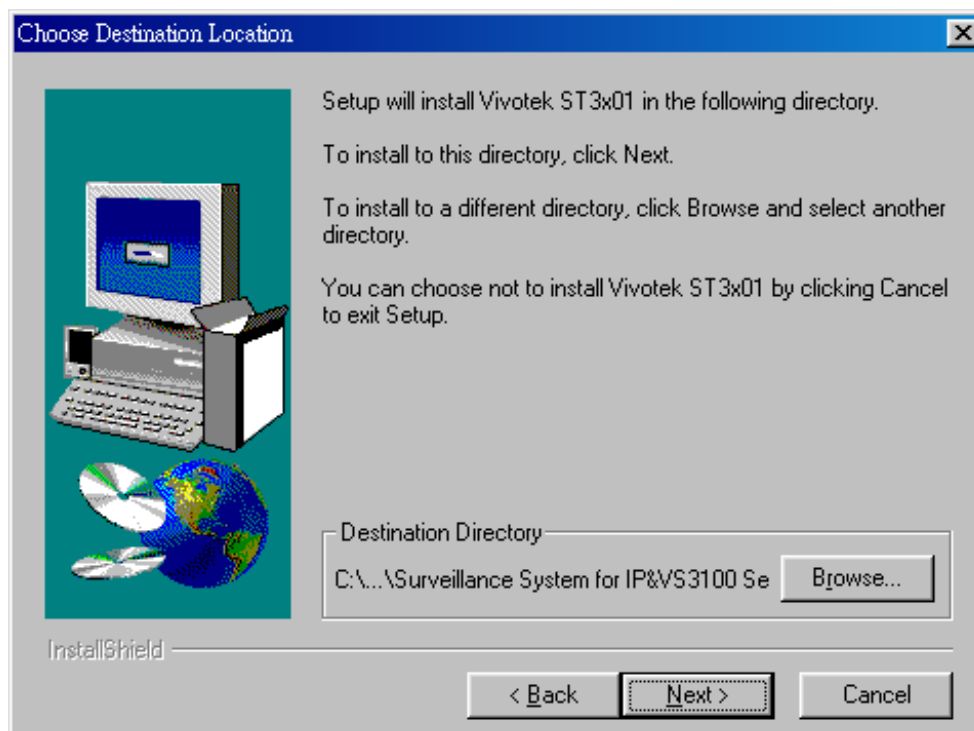 Choose Destination Location
Setup will install Vivotek ST3x01 in the following directory.
To install to this directory, click Next.
To install to a different directory, click Browse and select another
directory.
You can choose not to install Vivotek ST3x01 by clicking Cancel
to exit Setup.
Destination Directory
C:\...\Surveillance System for IP&VS3100 Se
Browse...
InstallShield
< Back
Next >
Cancel